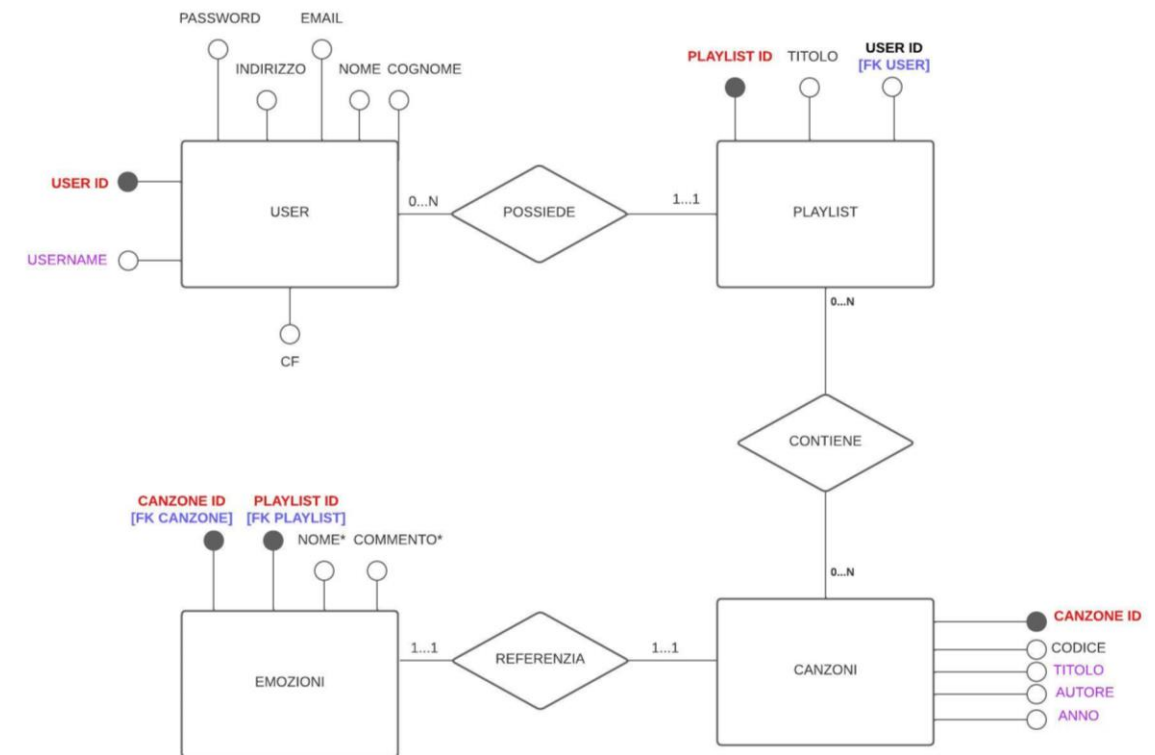 PASSWORD
EMAIL
INDIRIZZO
NOME
COGNOME
USER ID
USERNAME
USER
CF
0...N
POSSIEDE
1...1
PLAYLIST ID
TITOLO
USER ID
[FK USER]
PLAYLIST
0...N
CONTIENE
0...N
CANZONE ID
[FK CANZONE]
PLAYLIST ID
[FK PLAYLIST]
NOME*
COMMENTO*
EMOZIONI
1...1
REFERENZIA
1...1
CANZONI
CANZONE ID
CODICE
TITOLO
AUTORE
ANNO